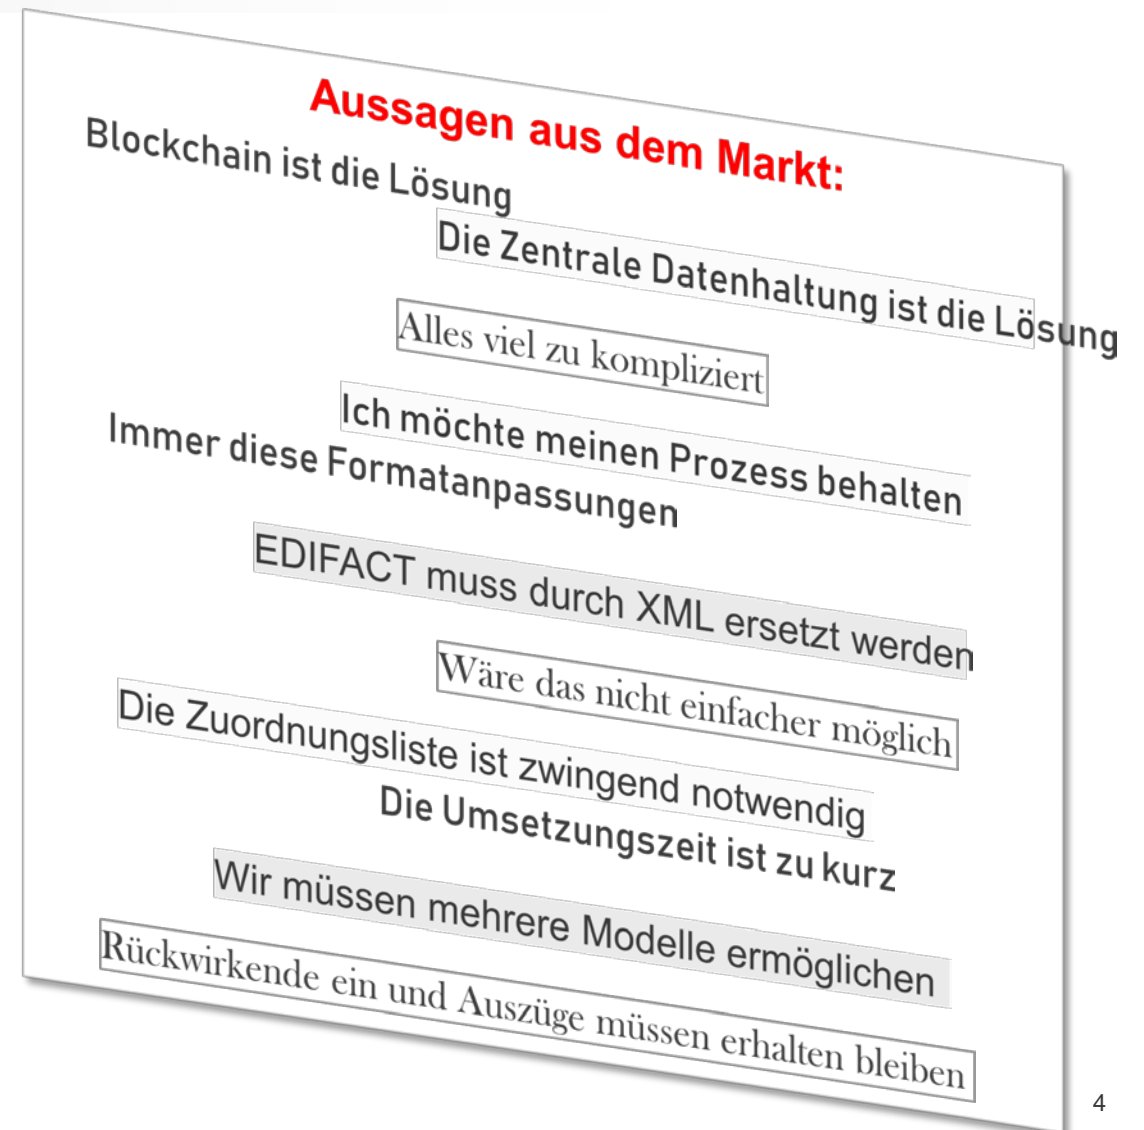 Aussagen aus dem Markt:
Blockchain ist die Lösung
Die Zentrale Datenhaltung ist die Lösung
Alles viel zu kompliziert
Ich möchte meinen Prozess behalten
Immer diese Formatanpassungen
EDIFACT muss durch XML ersetzt werden
Wäre das nicht einfacher möglich
Die Zuordnungsliste ist zwingend notwendig
Die Umsetzungszeit ist zu kurz
Wir müssen mehrere Modelle ermöglichen
Rückwirkende ein und Auszüge müssen erhalten bleiben
4